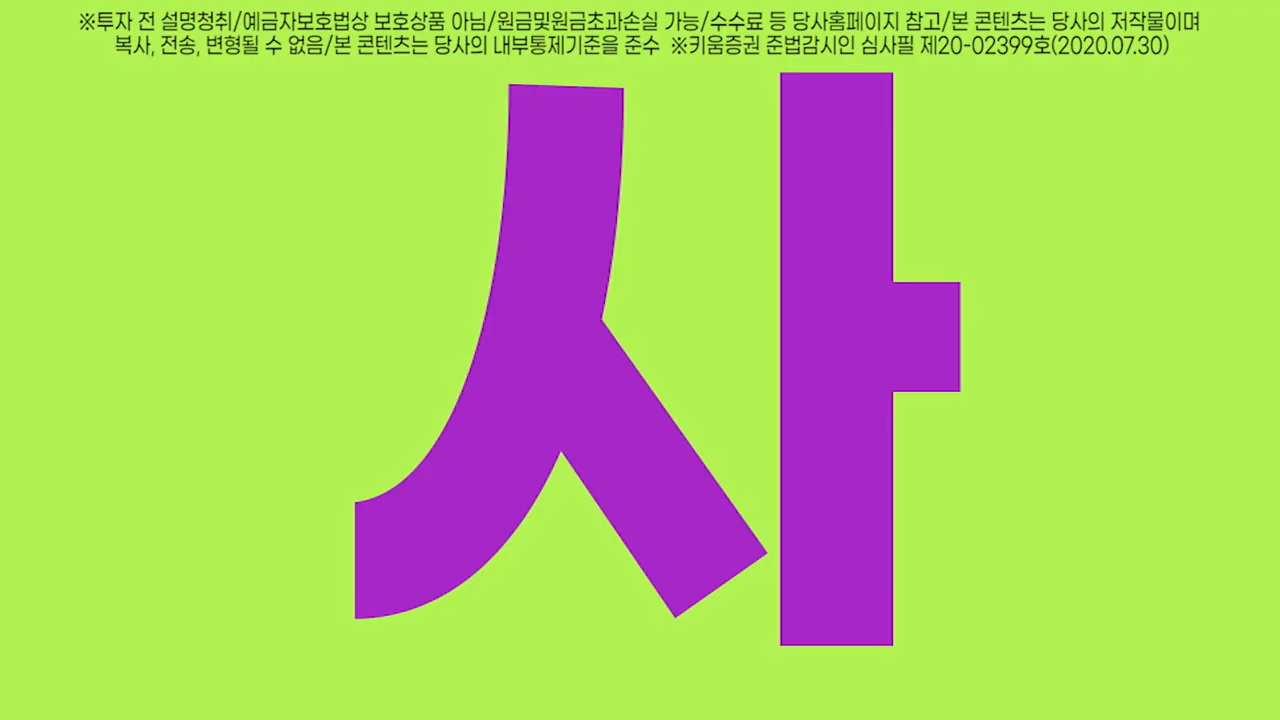 ※투자 전 설명청취/예금자보호법상 보호상품 아님/원금및원금초과손실 가능/수수료 등 당사홈페이지 참고/본 콘텐츠는 당사의 저작물이며
복사, 전송, 변형될 수 없음/본 콘텐츠는 당사의 내부통제기준을 준수 ※키움증권 준법감시인 심사필 제20-02399호(2020.07.30)
사